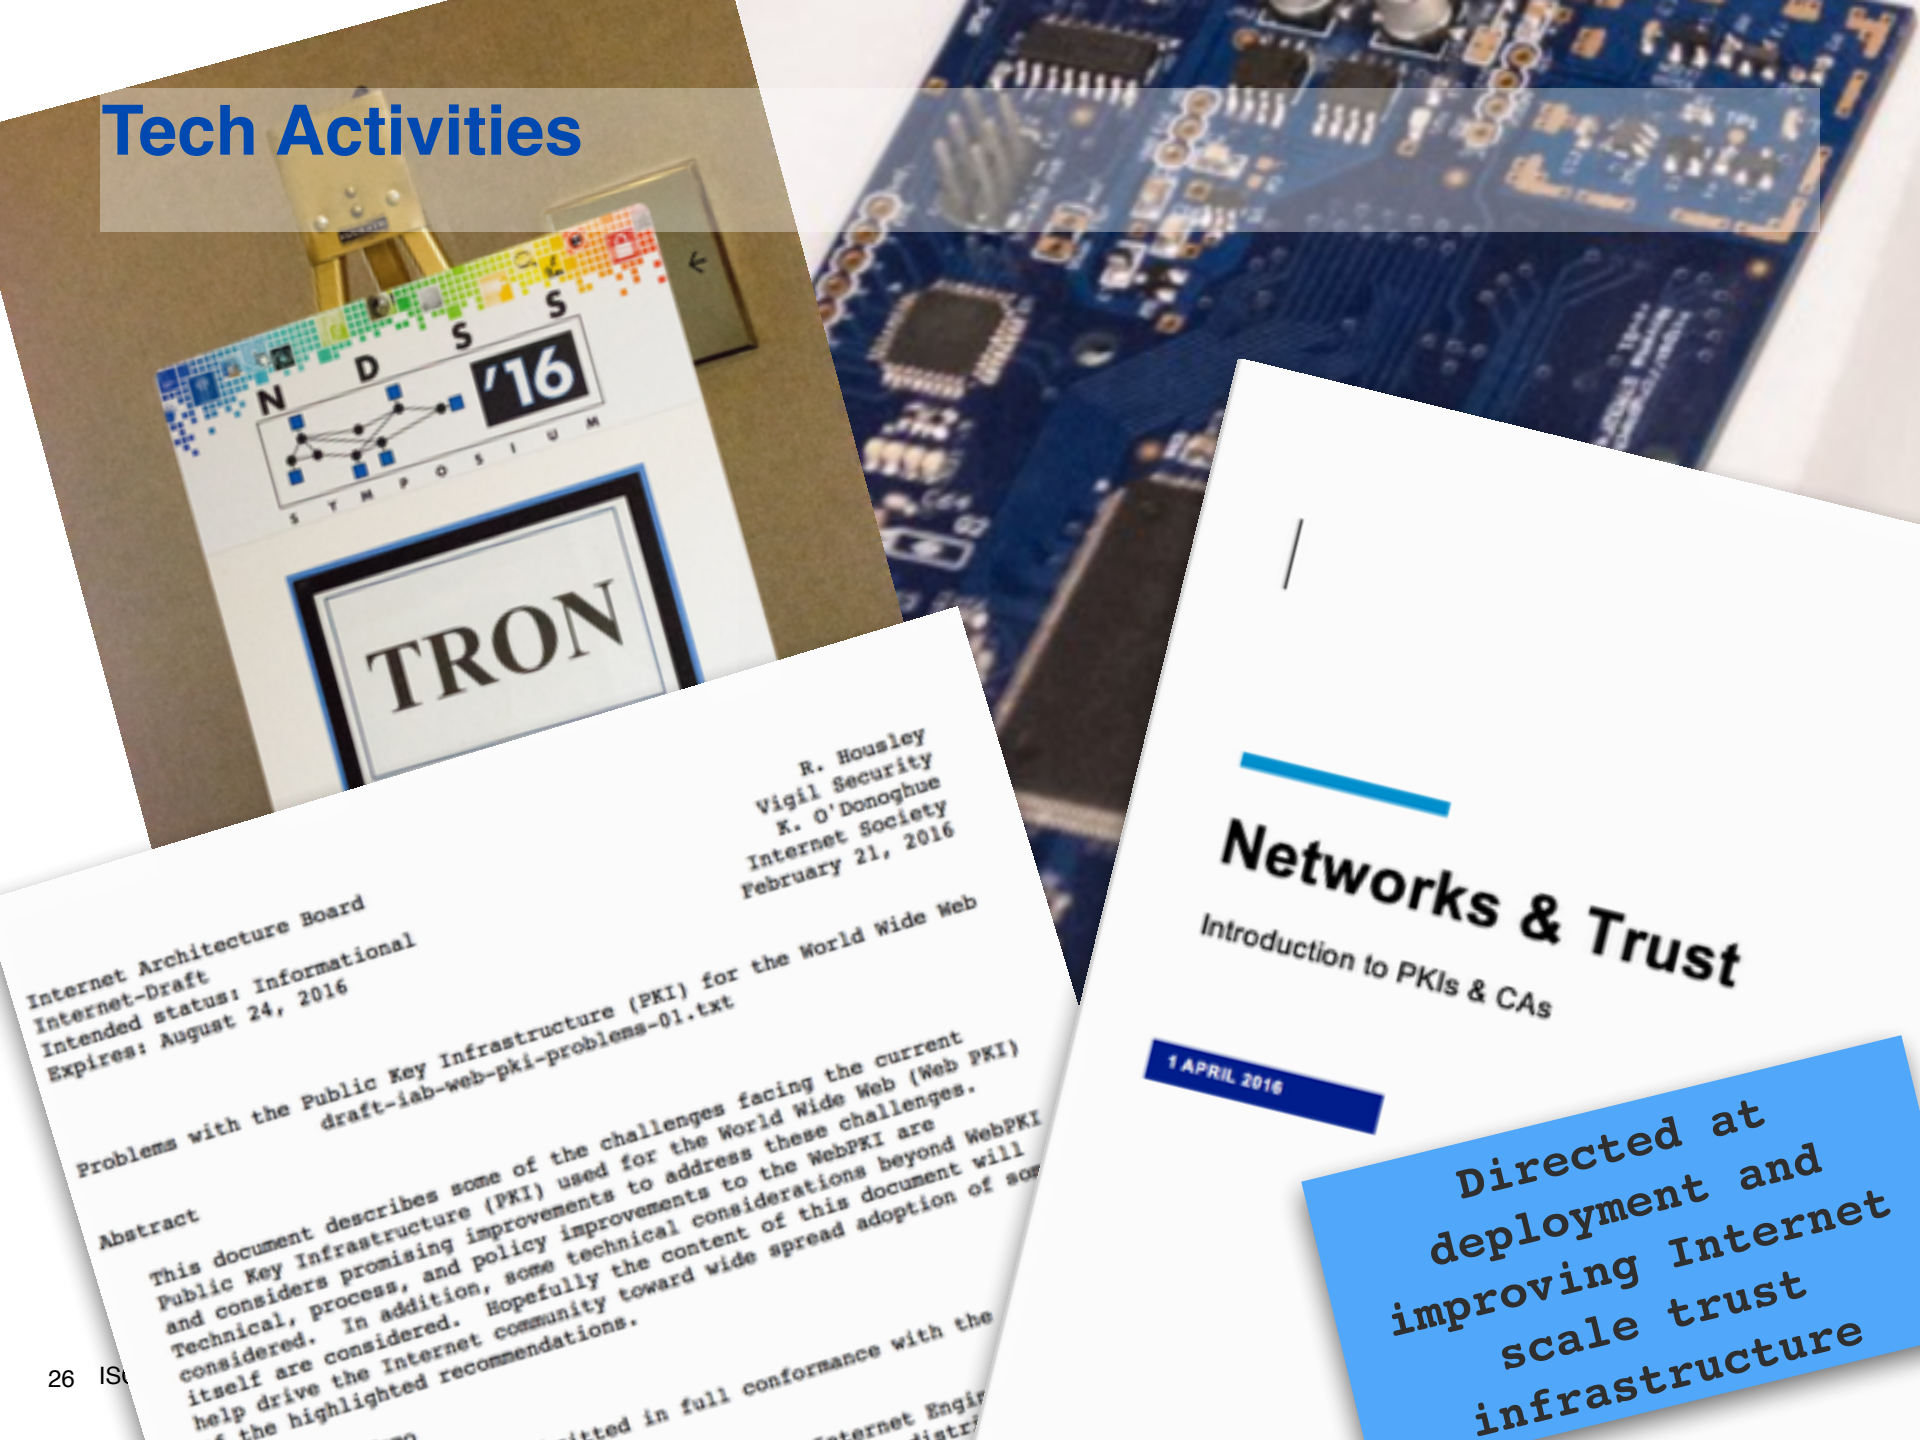 Tech Activities
N D S S
'16
SYMPOSIUM
TRON
R. Housley
Vigil Security
K. O'Donoghue
Internet Society
February 21, 2016
Internet Architecture Board
Internet-Draft
Intended status: Informational
Expires: August 24, 2016
Problems with the Public Key Infrastructure (PKI) for the World Wide Web
draft-iab-web-pki-problems-01.txt
Abstract
This document describes some of the challenges facing the current
Public Key Infrastructure (PKI) used for the World Wide Web (Web PKI)
and considers promising improvements to address these challenges.
Technical, process, and policy improvements to the WebPKI are
considered. In addition, some technical considerations beyond WebPKI
itself are considered. Hopefully the content of this document will
help drive the Internet community toward wide spread adoption of som
of the highlighted recommendations.
itted in full conformance with the
ternet Engin
distri
Networks & Trust
Introduction to PKIs & CAs
1 APRIL 2016
Directed at
deployment and
improving Internet
scale trust
infrastructure
26